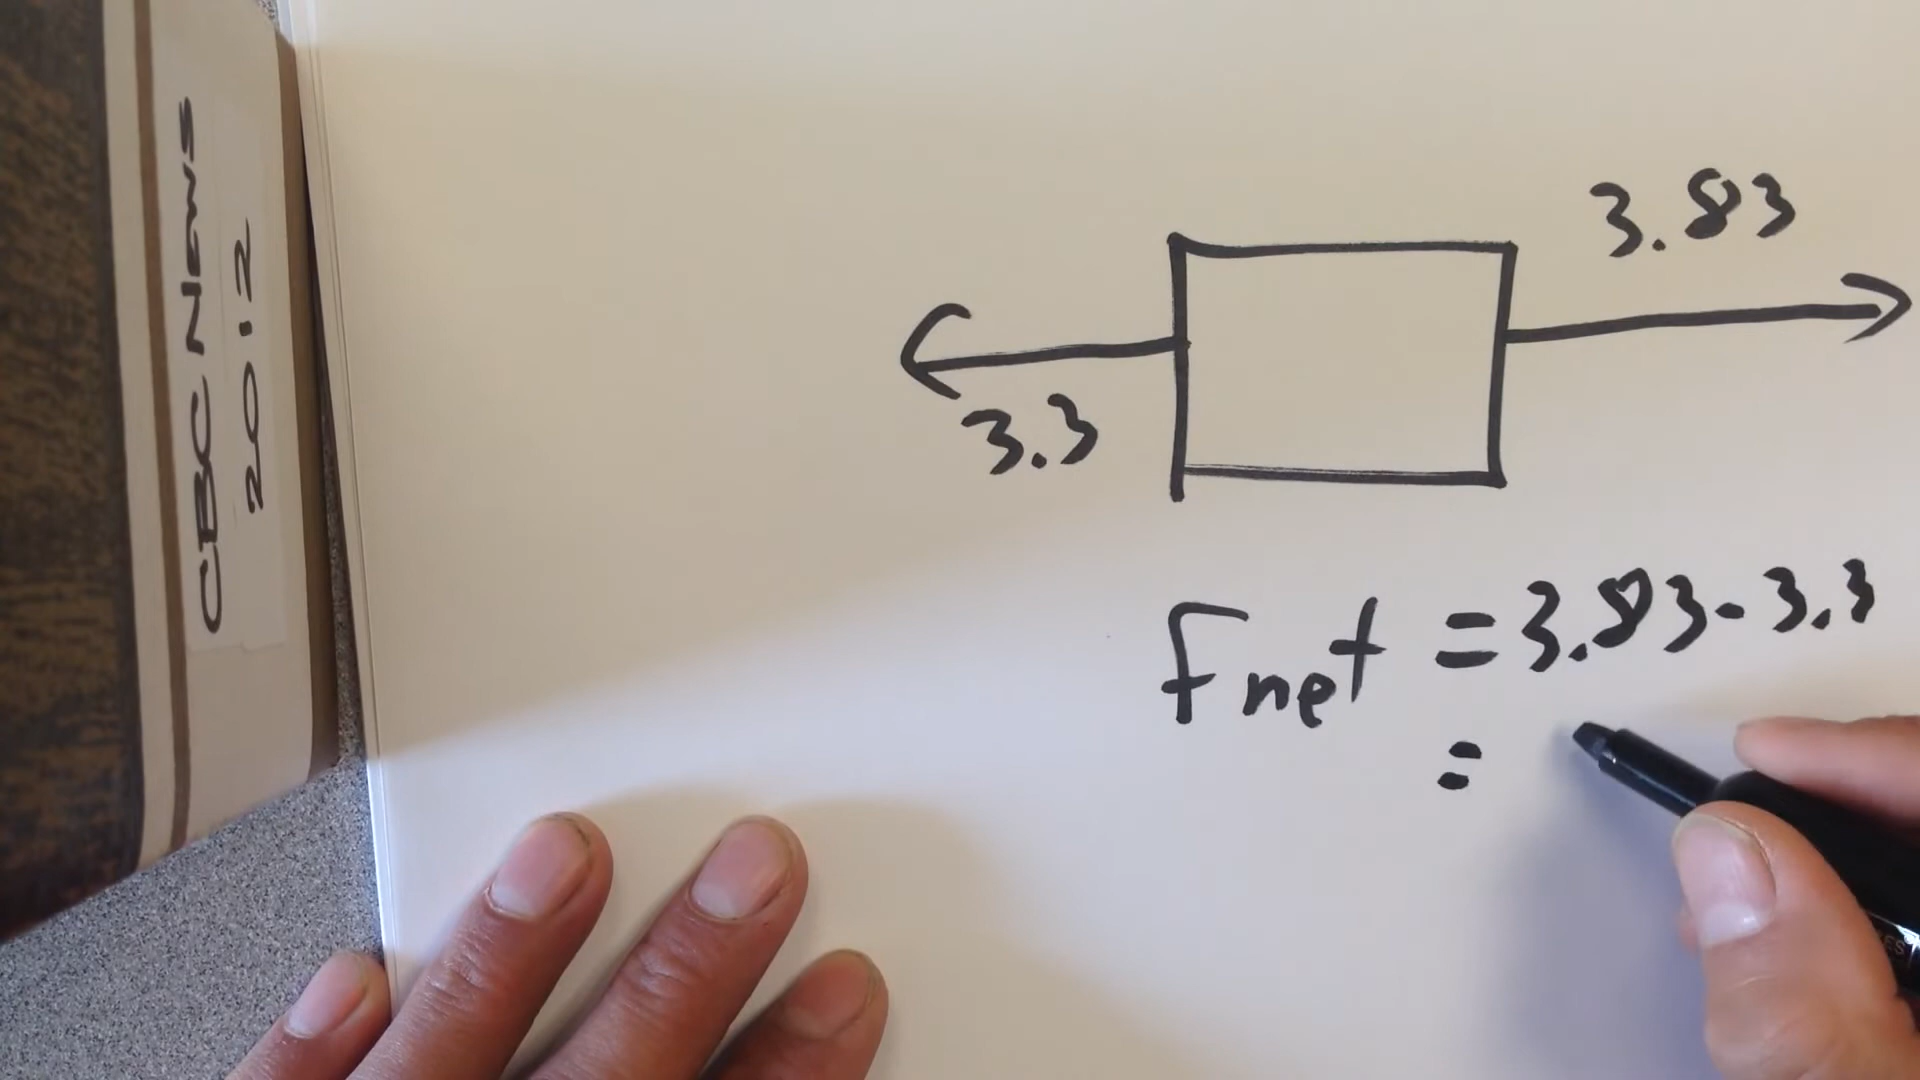 CBC News
2012
3.83
3.3
Fnet = 3.83 - 3.3
=